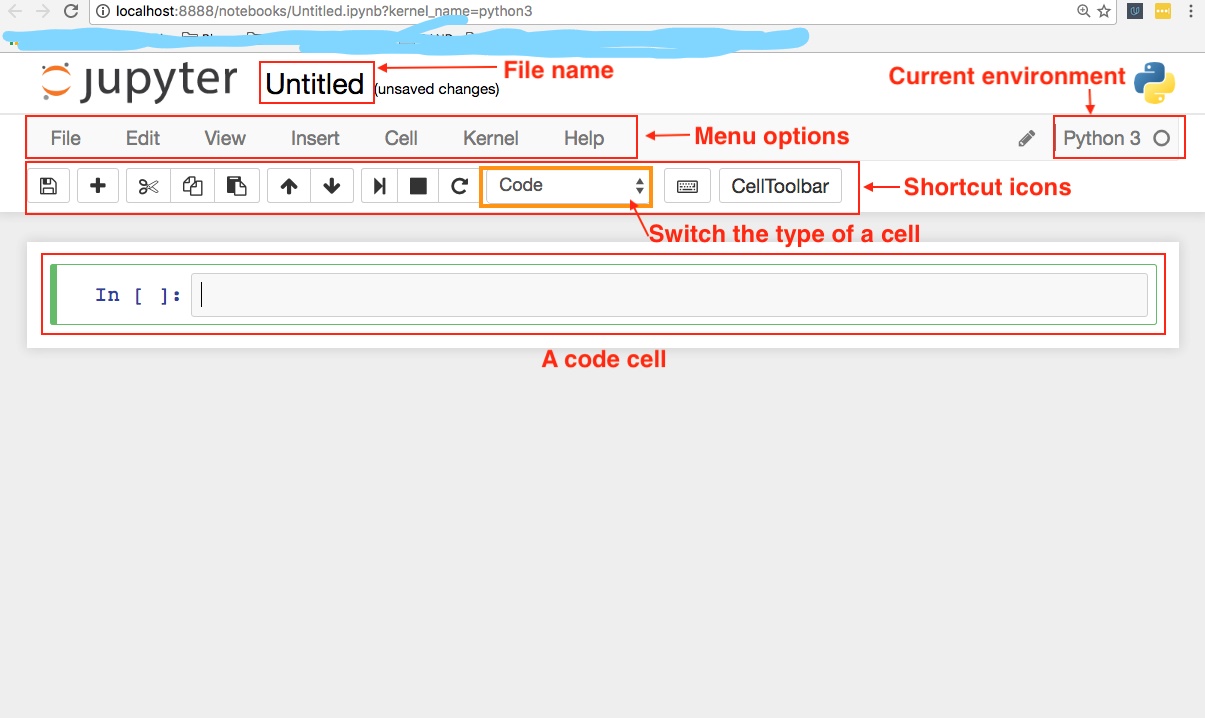 localhost:8888/notebooks/Untitled.ipynb?kernel_name=python3
jupyter Untitled (unsaved changes)
File name
Current environment
File Edit View Insert Cell Kernel Help
Menu options
Python 3
Code
CellToolbar
Shortcut icons
Switch the type of a cell
In [ ]:
A code cell